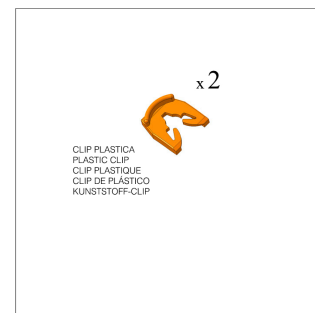 x 2
CLIP PLASTICA
PLASTIC CLIP
CLIP PLASTIQUE
CLIP DE PLÁSTICO
KUNSTSTOFF-CLIP